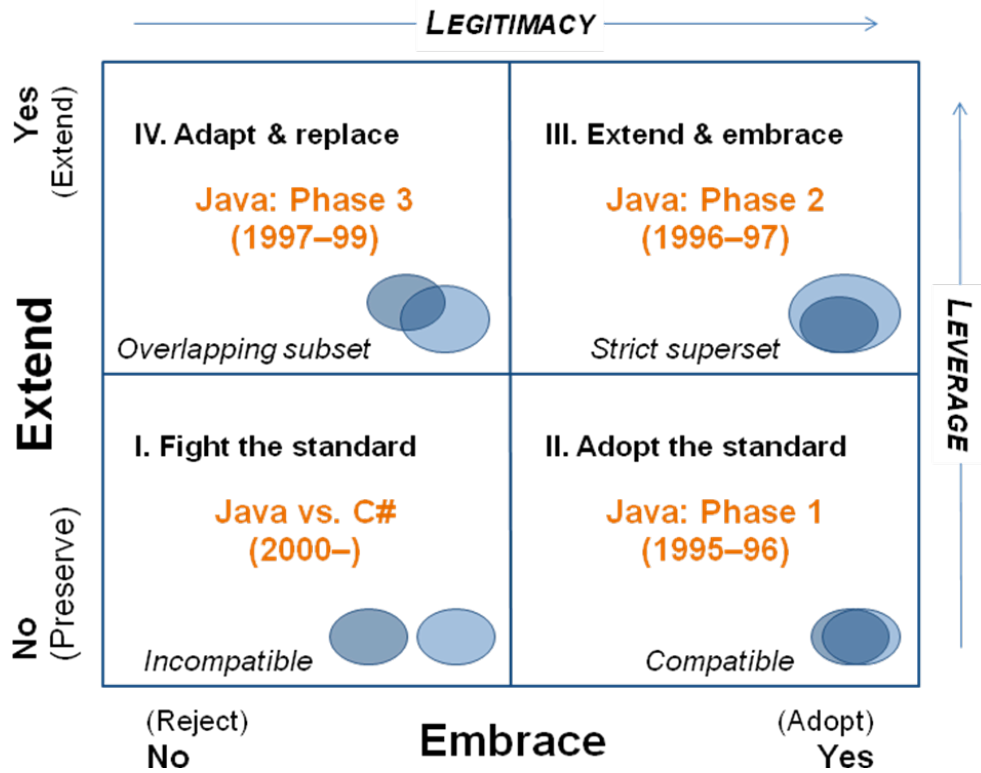 LEGITIMACY
Yes
(Extend)
IV. Adapt & replace
Java: Phase 3
(1997–99)
Overlapping subset
III. Extend & embrace
Java: Phase 2
(1996–97)
Strict superset
Extend
LEVERAGE
I. Fight the standard
Java vs. C#
(2000–)
Incompatible
II. Adopt the standard
Java: Phase 1
(1995–96)
Compatible
No
(Preserve)
(Reject)
No
Embrace
(Adopt)
Yes